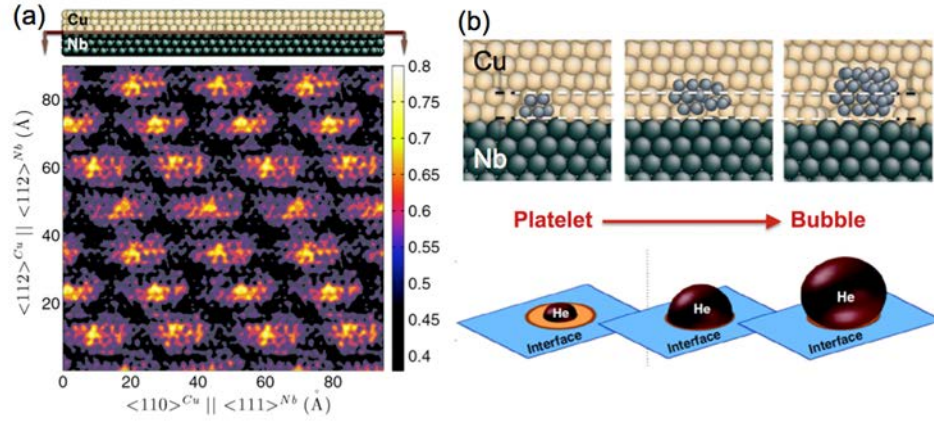 (a)
Cu
Nb
80
60
40
20
0
20
40
60
80
<112>^Cu || <112>^Nb (Å)
<110>^Cu || <111>^Nb (Å)
0.8
0.75
0.7
0.65
0.6
0.55
0.5
0.45
0.4
(b)
Cu
Nb
Platelet
Bubble
He
Interface
He
Interface
He
Interface